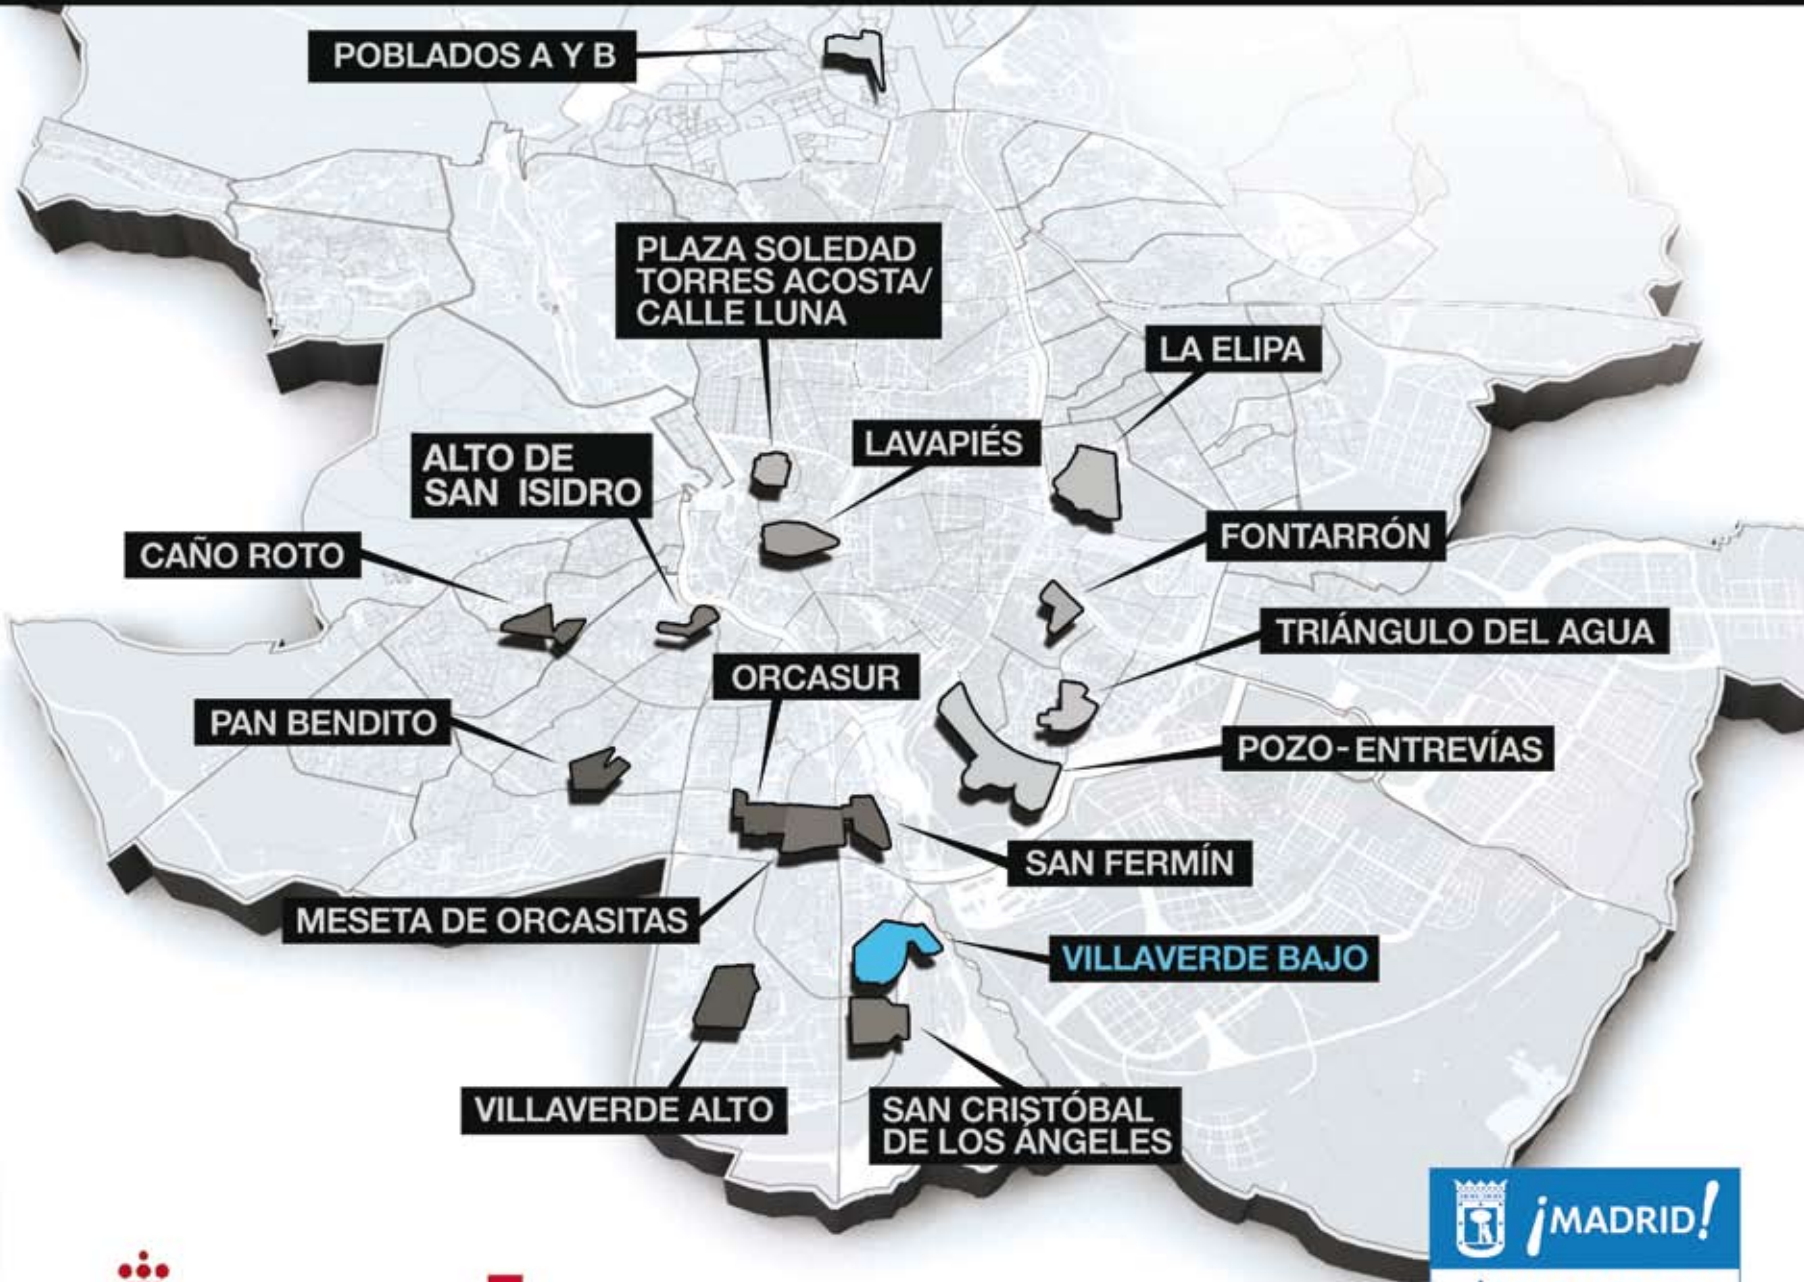 POBLADOS A Y B
PLAZA SOLEDAD
TORRES ACOSTA/
CALLE LUNA
LA ELIPA
LAVAPIÉS
ALTO DE
SAN ISIDRO
FONTARRÓN
CAÑO ROTO
TRIÁNGULO DEL AGUA
ORCASUR
PAN BENDITO
POZO-ENTREVÍAS
SAN FERMÍN
MESETA DE ORCASITAS
VILLAVERDE BAJO
VILLAVERDE ALTO
SAN CRISTÓBAL
DE LOS ÁNGELES
¡MADRID!